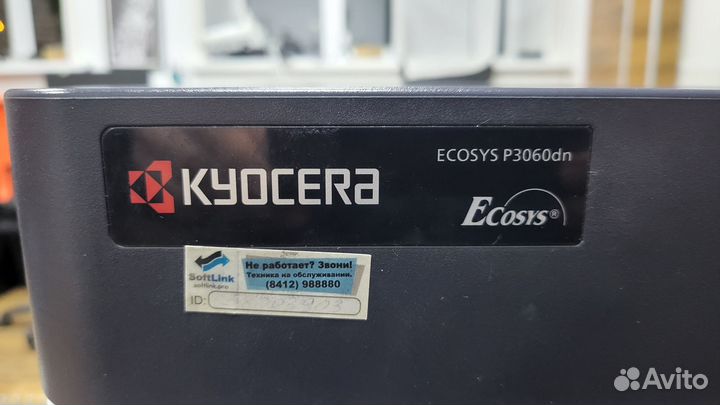 KYOCERA
ECOSYS P3060dn
ECOSYS®
SoftLink
softlink.pro
Не работает? Звони!
Техника на обслуживании.
(8412) 988880
ID:
Avito